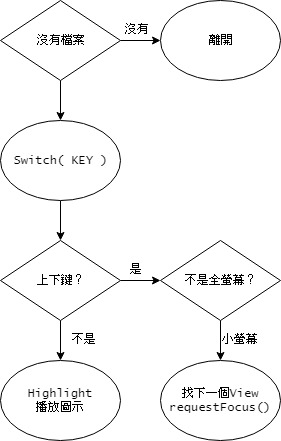 沒有檔案
沒有
離開
Switch( KEY )
上下鍵？
是
不是全螢幕？
不是
小螢幕
Highlight
播放圖示
找下一個View
requestFocus()